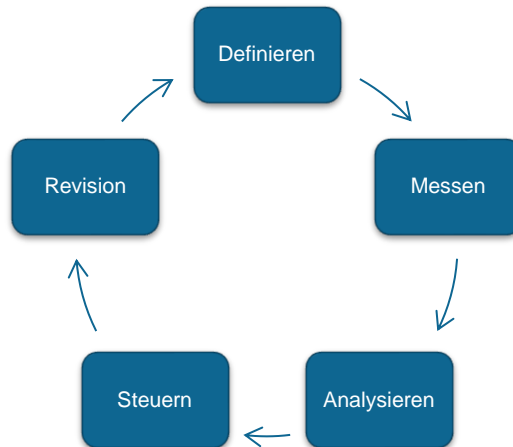 Definieren
Messen
Analysieren
Steuern
Revision